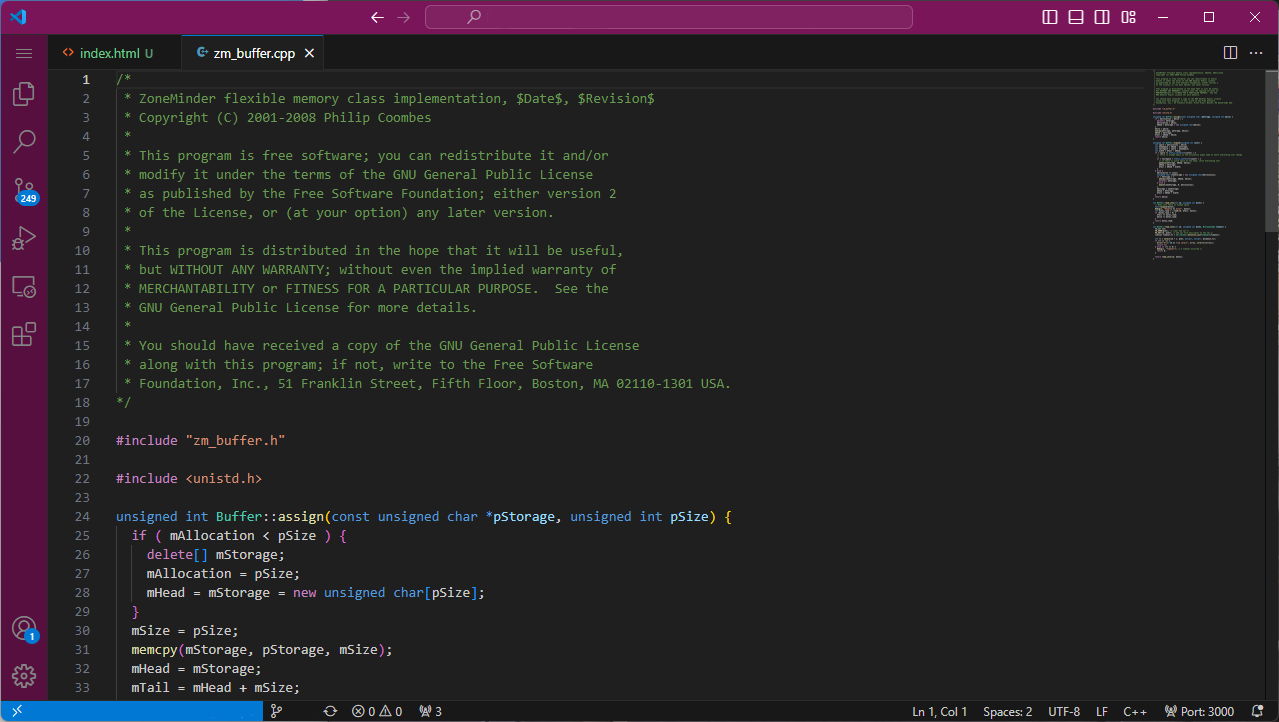 index.html U
zm_buffer.cpp
1 /*
2 * ZoneMinder flexible memory class implementation, $Date$, $Revision$
3 * Copyright (C) 2001-2008 Philip Coombes
4 *
5 * This program is free software; you can redistribute it and/or
6 * modify it under the terms of the GNU General Public License
7 * as published by the Free Software Foundation; either version 2
8 * of the License, or (at your option) any later version.
9 *
10 * This program is distributed in the hope that it will be useful,
11 * but WITHOUT ANY WARRANTY; without even the implied warranty of
12 * MERCHANTABILITY or FITNESS FOR A PARTICULAR PURPOSE.  See the
13 * GNU General Public License for more details.
14 *
15 * You should have received a copy of the GNU General Public License
16 * along with this program; if not, write to the Free Software
17 * Foundation, Inc., 51 Franklin Street, Fifth Floor, Boston, MA 02110-1301 USA.
18 */
19
20 #include "zm_buffer.h"
21
22 #include <unistd.h>
23
24 unsigned int Buffer::assign(const unsigned char *pStorage, unsigned int pSize) {
25 if ( mAllocation < pSize ) {
26 delete[] mStorage;
27 mAllocation = pSize;
28 mHead = mStorage = new unsigned char[pSize];
29 }
30 mSize = pSize;
31 memcpy(mStorage, pStorage, mSize);
32 mHead = mStorage;
33 mTail = mHead + mSize;
249
1
0 0 3 Ln 1, Col 1 Spaces: 2 UTF-8 LF C++ Port: 3000